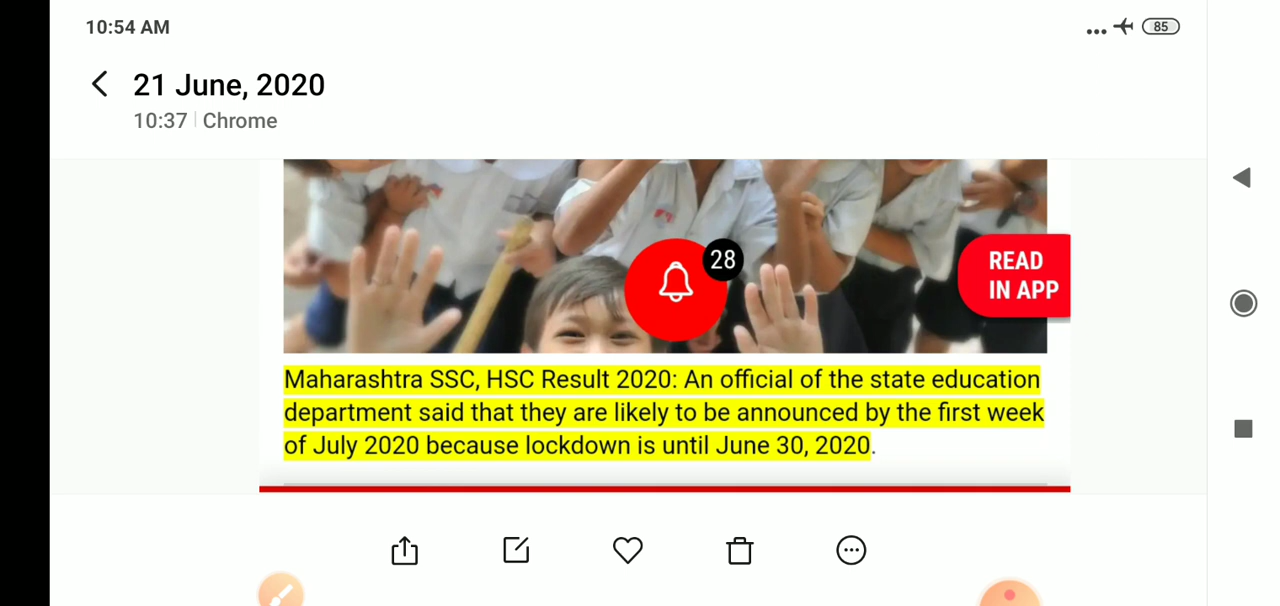 10:54 AM
85
21 June, 2020
10:37 | Chrome
28
READ
IN APP
Maharashtra SSC, HSC Result 2020: An official of the state education
department said that they are likely to be announced by the first week
of July 2020 because lockdown is until June 30, 2020.